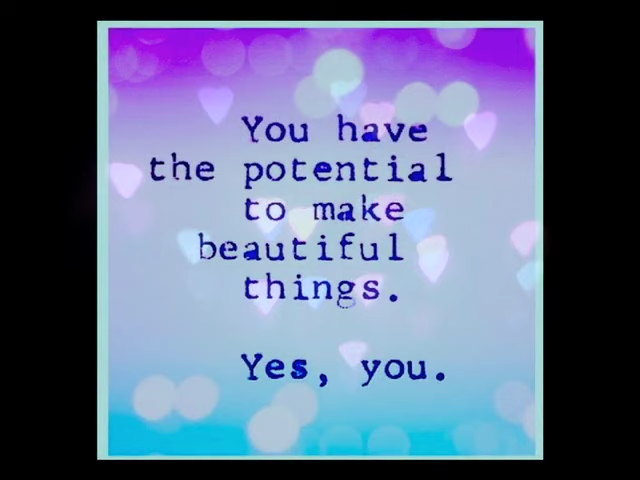 You have
the potential
to make
beautiful
things.
Yes, you.